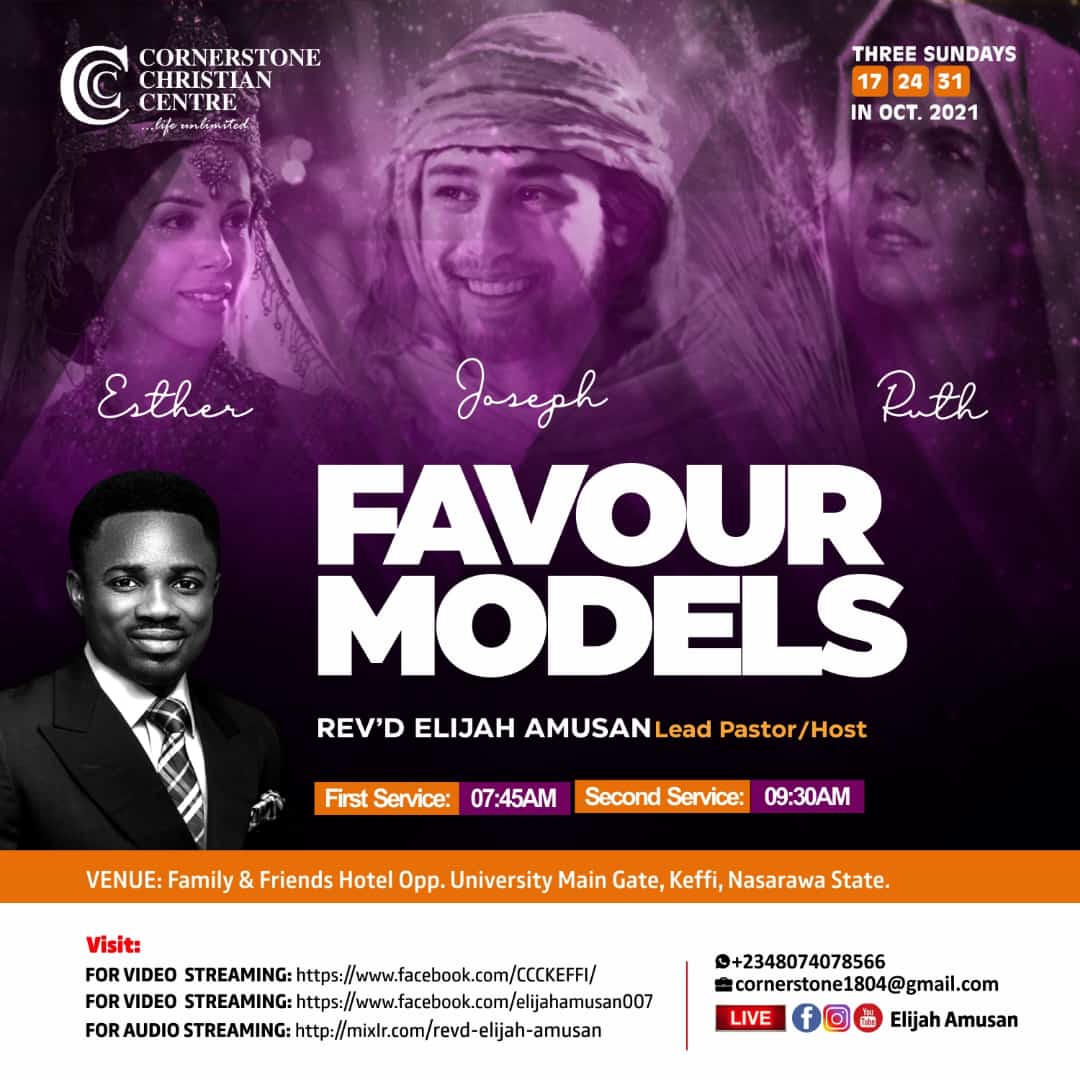 CORNERSTONE
CHRISTIAN
CENTRE
...life unlimited
THREE SUNDAYS
17 24 31
IN OCT. 2021
Esther
Joseph
Ruth
FAVOUR
MODELS
REV'D ELIJAH AMUSAN Lead Pastor/Host
First Service: 07:45AM Second Service: 09:30AM
VENUE: Family & Friends Hotel Opp. University Main Gate, Keffi, Nasarawa State.
Visit:
FOR VIDEO STREAMING: https://www.facebook.com/CCCKEFFI/
FOR VIDEO STREAMING: https://www.facebook.com/elijahamusan007
FOR AUDIO STREAMING: http://mixlr.com/revd-elijah-amusan
+2348074078566
cornerstone1804@gmail.com
LIVE You Tube Elijah Amusan